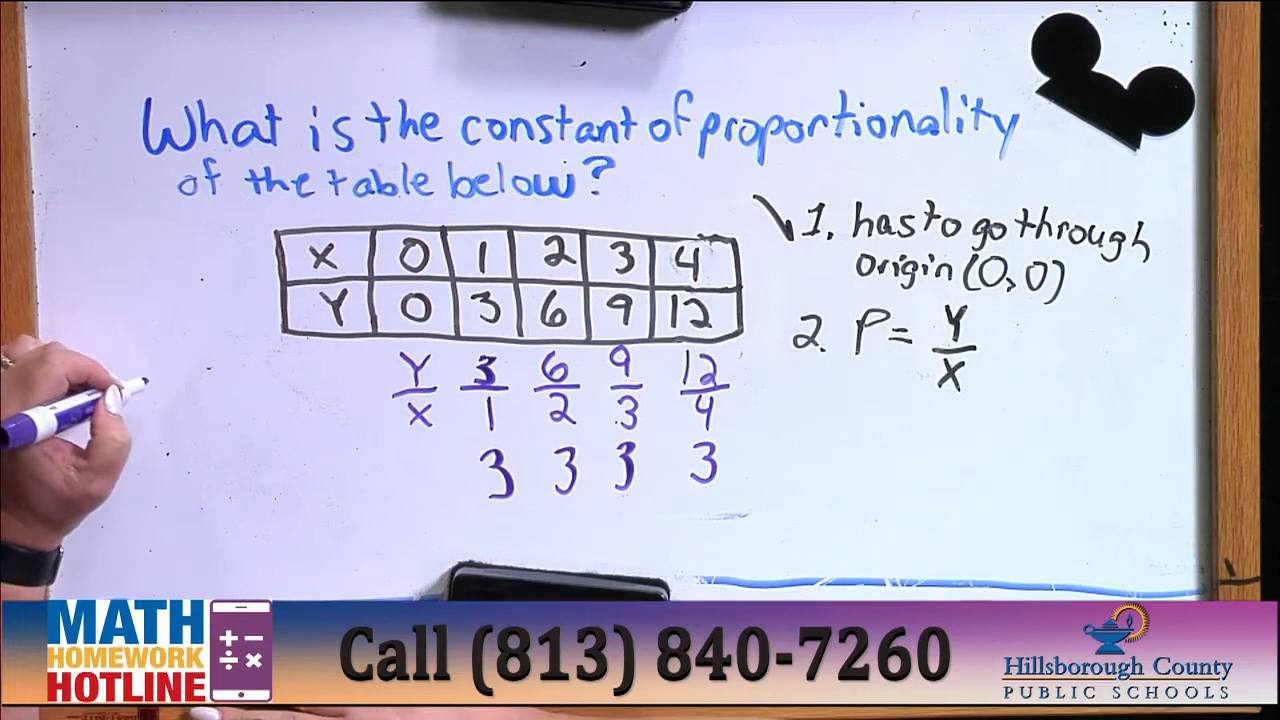 What is the constant of proportionality
of the table below?
X 0 1 2 3 4
Y 0 3 6 9 12
Y/X 3/1 6/2 9/3 12/4
3 3 3 3
1. has to go through
origin (0,0)
2. P = Y/X
MATH
HOMEWORK
HOTLINE
Call (813) 840-7260
Hillsborough County
PUBLIC SCHOOLS